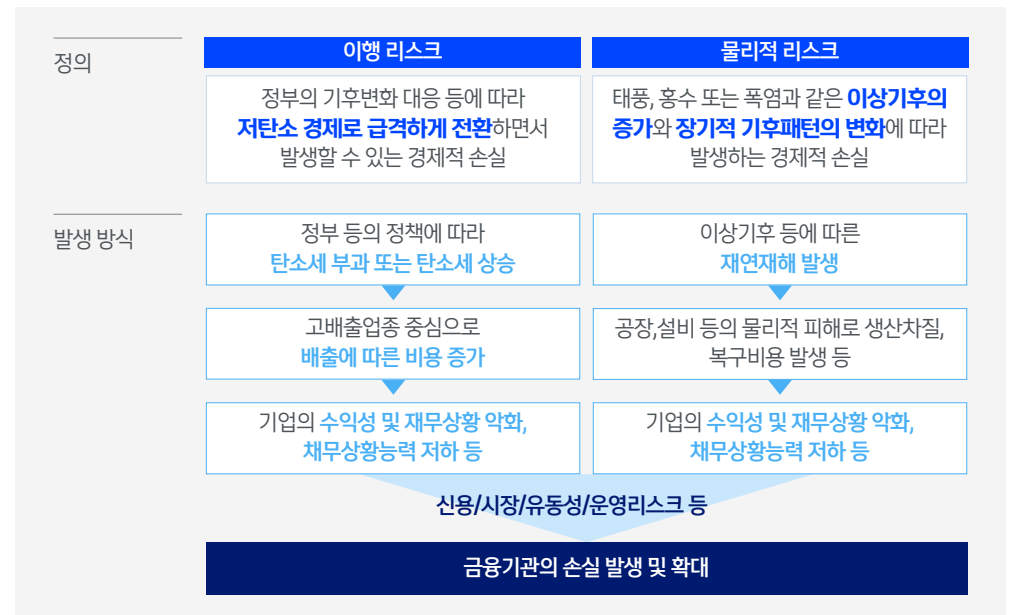 정의
이행 리스크
정부의 기후변화 대응 등에 따라
저탄소 경제로 급격하게 전환하면서
발생할 수 있는 경제적 손실
물리적 리스크
태풍, 홍수 또는 폭염과 같은 이상기후의
증가와 장기적 기후패턴의 변화에 따라
발생하는 경제적 손실
발생 방식
정부 등의 정책에 따라
탄소세 부과 또는 탄소세 상승
고배출업종 중심으로
배출에 따른 비용 증가
기업의 수익성 및 재무상황 악화,
채무상황능력 저하 등
이상기후 등에 따른
재연재해 발생
공장,설비 등의 물리적 피해로 생산차질,
복구비용 발생 등
기업의 수익성 및 재무상황 악화,
채무상황능력 저하 등
신용/시장/유동성/운영리스크 등
금융기관의 손실 발생 및 확대